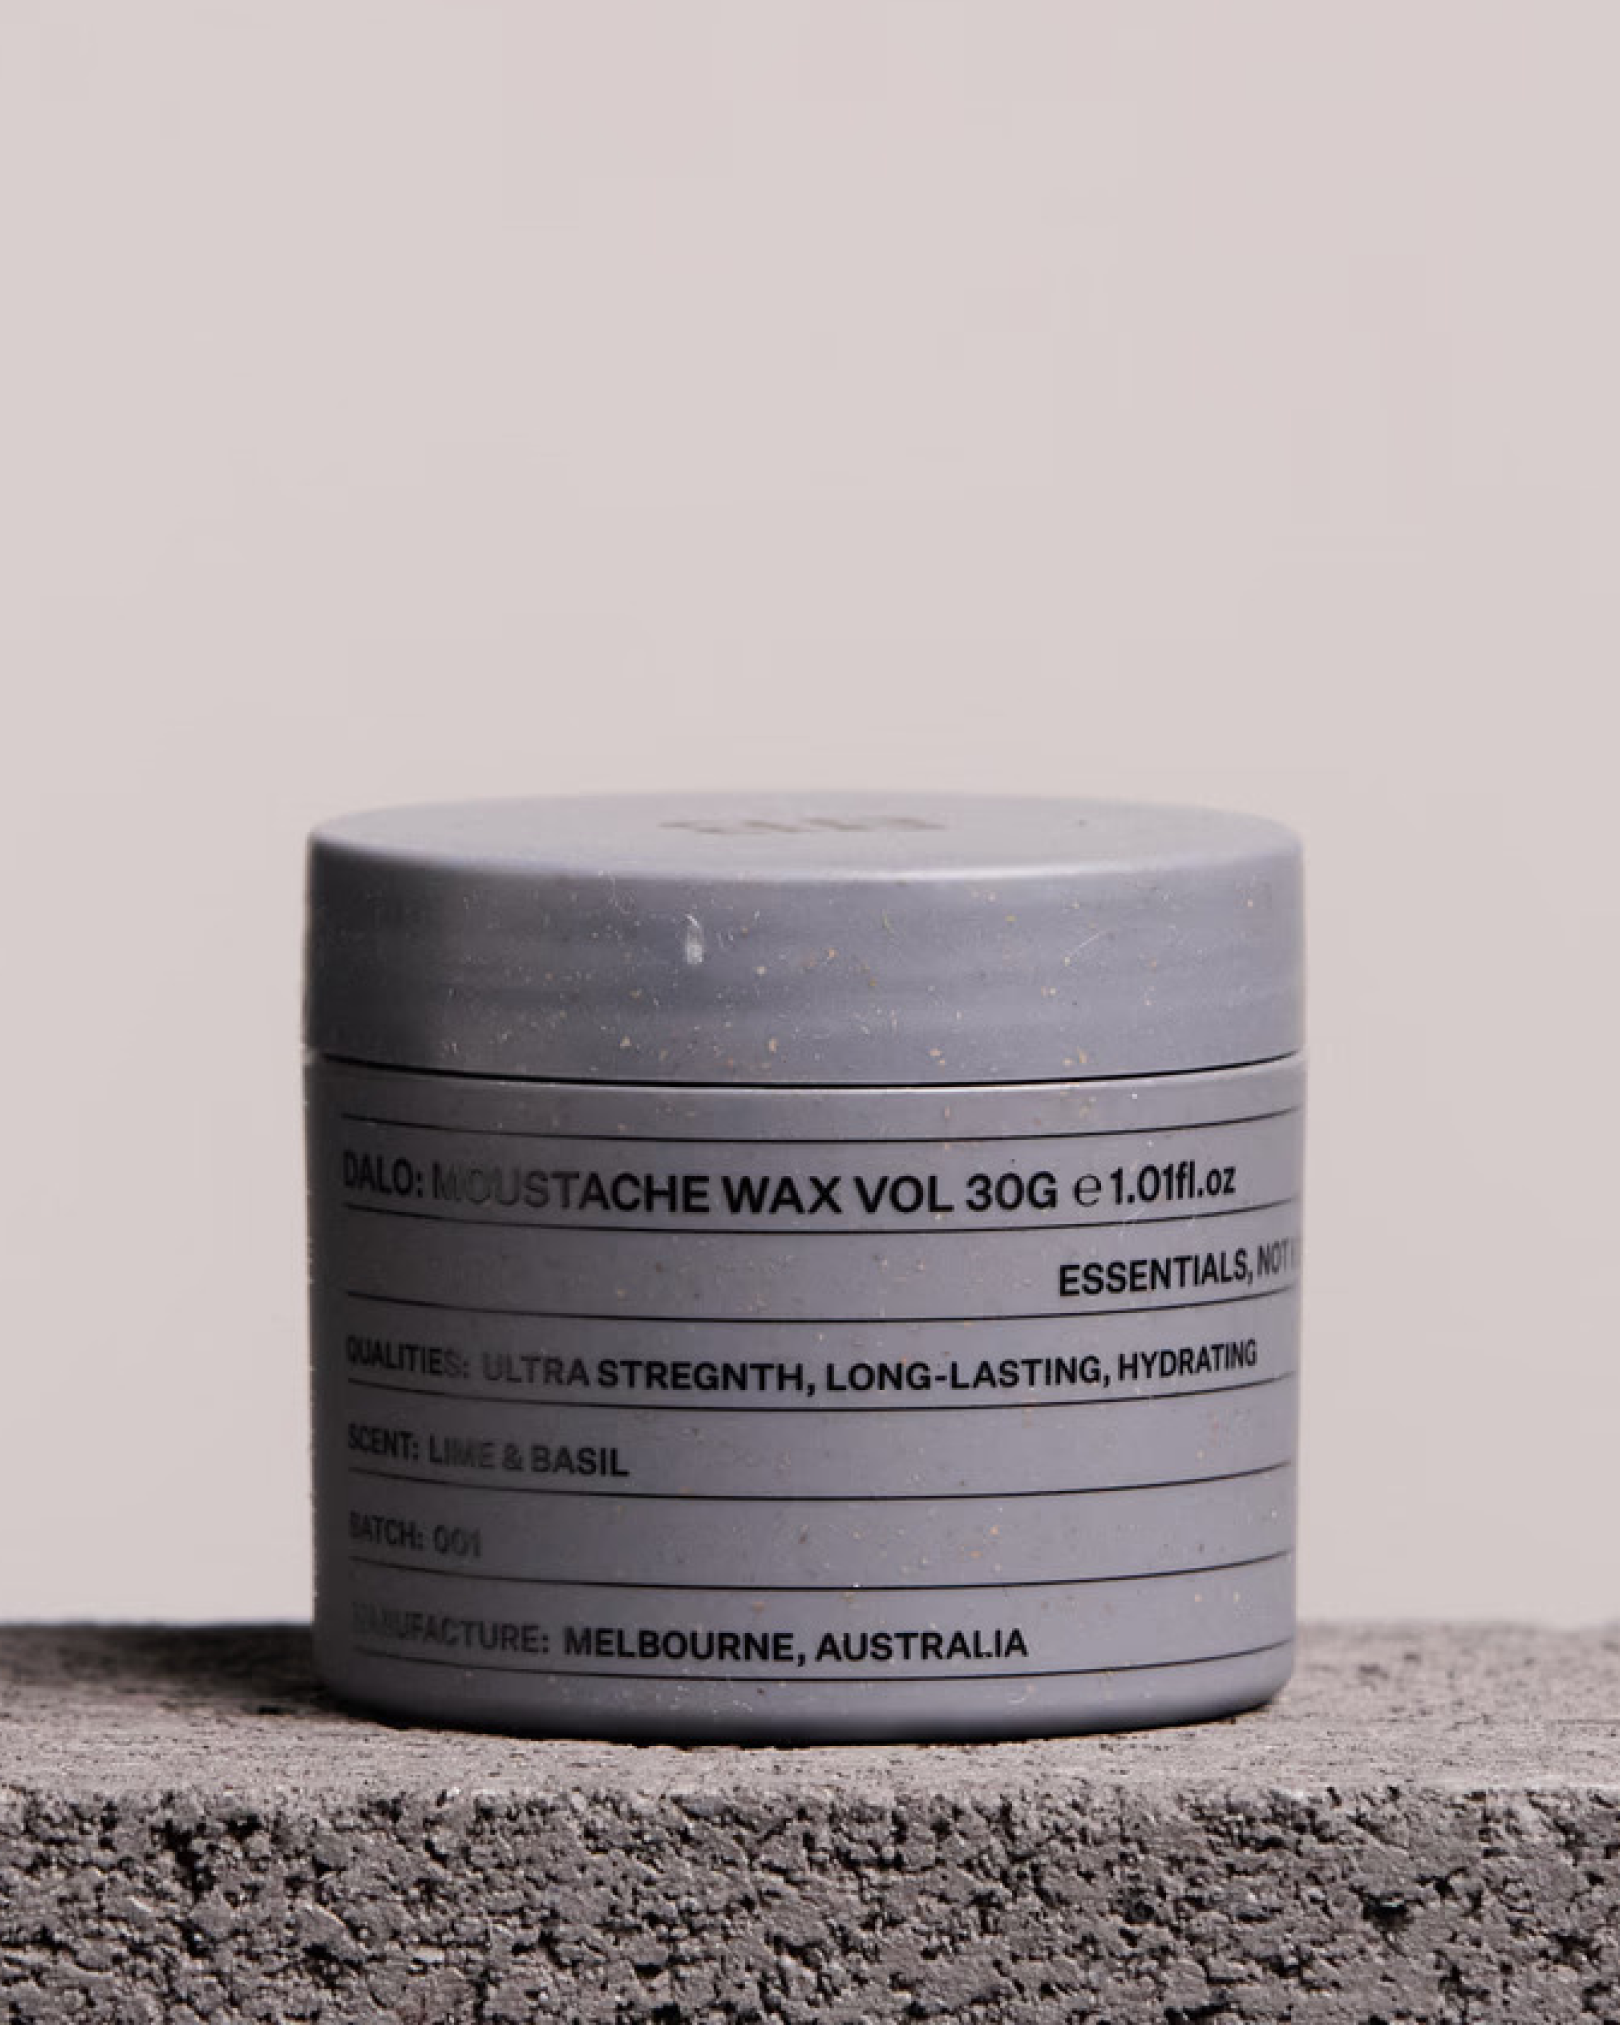 DALO: MOUSTACHE WAX VOL 30G ℮ 1.01fl.oz
ESSENTIALS, NOT
QUALITIES: ULTRA STREGNTH, LONG-LASTING, HYDRATING
SCENT: LIME & BASIL
BATCH: 001
MANUFACTURE: MELBOURNE, AUSTRALIA